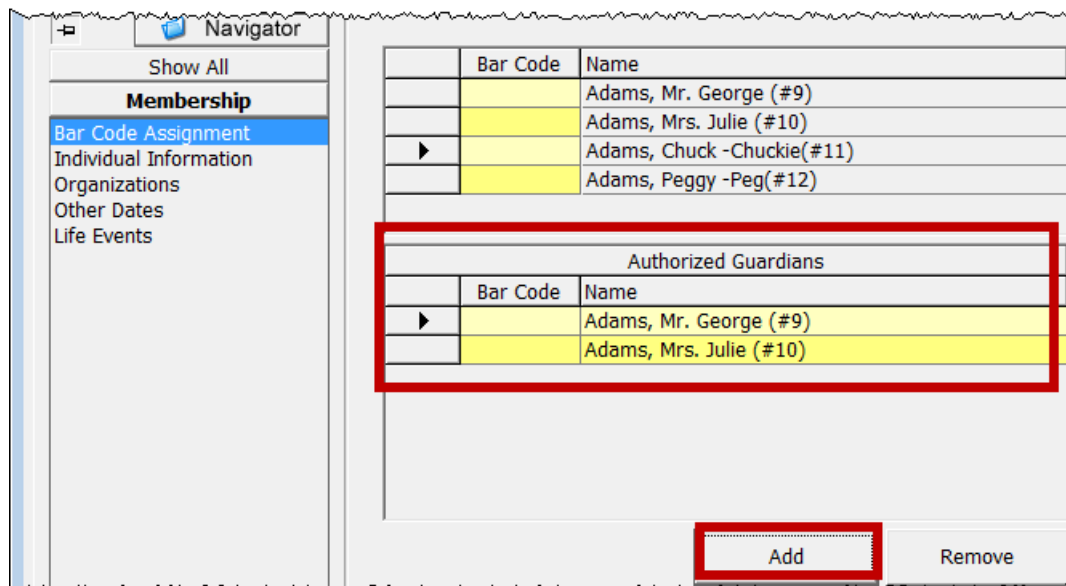 Navigator
Show All
Membership
Bar Code Assignment
Individual Information
Organizations
Other Dates
Life Events
Bar Code Name
Adams, Mr. George (#9)
Adams, Mrs. Julie (#10)
Adams, Chuck -Chuckie(#11)
Adams, Peggy -Peg(#12)
Authorized Guardians
Bar Code Name
Adams, Mr. George (#9)
Adams, Mrs. Julie (#10)
Add Remove